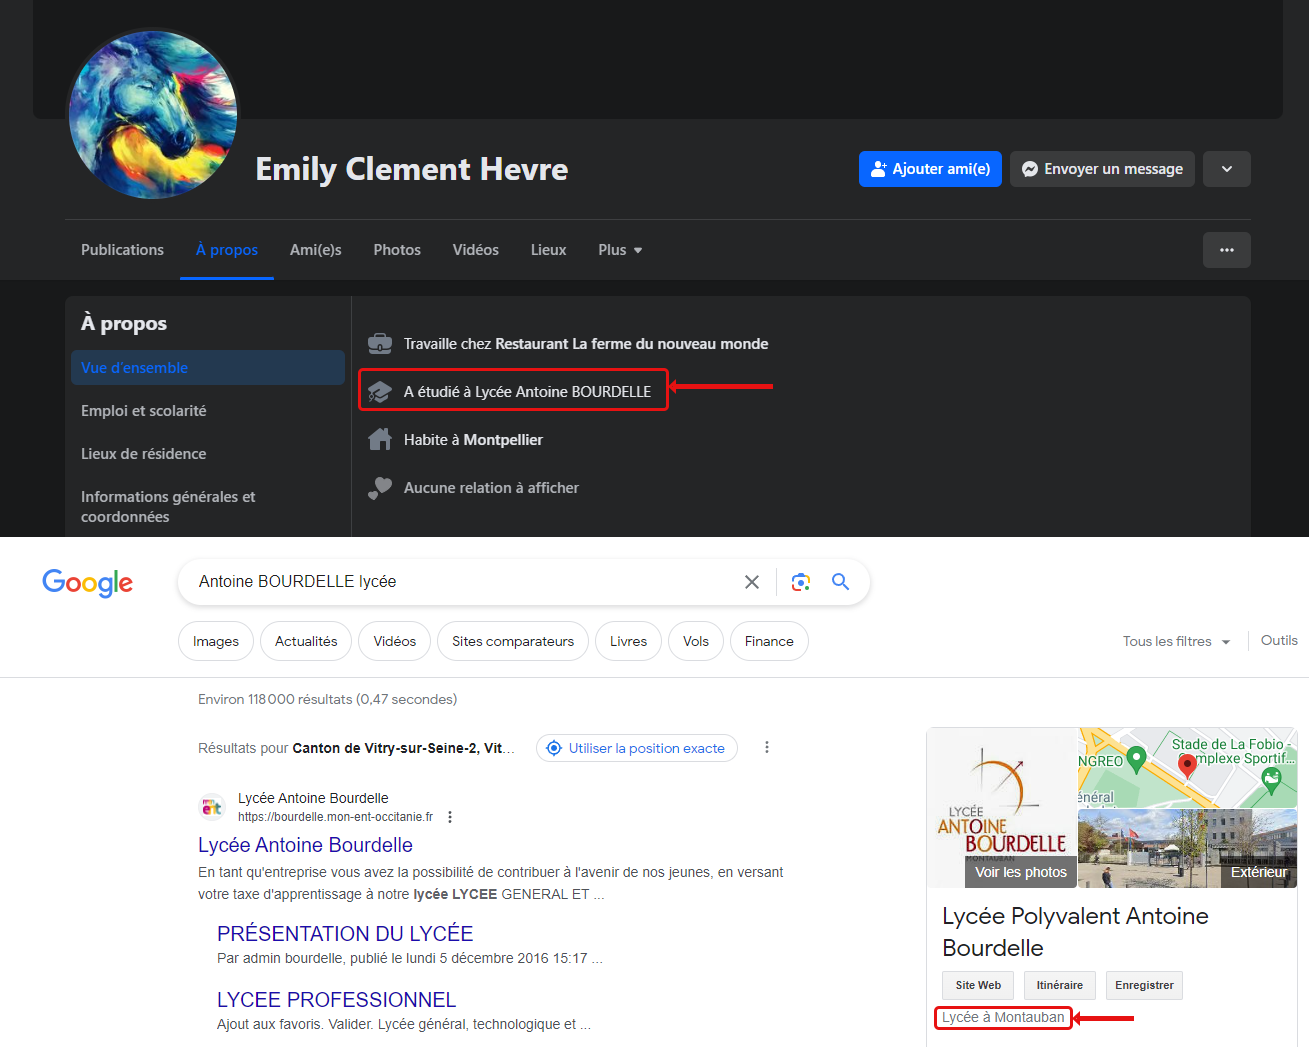 Emily Clement Hevre
Ajouter ami(e)
Envoyer un message
Publications
À propos
Ami(e)s
Photos
Vidéos
Lieux
Plus
À propos
Vue d'ensemble
Emploi et scolarité
Lieux de résidence
Informations générales et
coordonnées
Travaille chez Restaurant La ferme du nouveau monde
A étudié à Lycée Antoine BOURDELLE
Habite à Montpellier
Aucune relation à afficher
Google
Antoine BOURDELLE lycée
Images
Actualités
Vidéos
Sites comparateurs
Livres
Vols
Finance
Tous les filtres
Outils
Environ 118 000 résultats (0,47 secondes)
Résultats pour Canton de Vitry-sur-Seine-2, Vit...
Utiliser la position exacte
ent
Lycée Antoine Bourdelle
https://bourdelle.mon-ent-occitanie.fr
Lycée Antoine Bourdelle
En tant qu'entreprise vous avez la possibilité de contribuer à l'avenir de nos jeunes, en versant
votre taxe d'apprentissage à notre lycée LYCEE GENERAL ET ...
PRÉSENTATION DU LYCÉE
Par admin bourdelle, publié le lundi 5 décembre 2016 15:17 ...
LYCEE PROFESSIONNEL
Ajout aux favoris. Valider. Lycée général, technologique et ...
LYCÉE
ANTOINE
BOURDELLE
MONTAUBAN
Voir les photos
Stade de La Fobio -
Complexe Sportif...
NGREO
énéral
Extérieur
Lycée Polyvalent Antoine
Bourdelle
Site Web
Itinéraire
Enregistrer
Lycée à Montauban